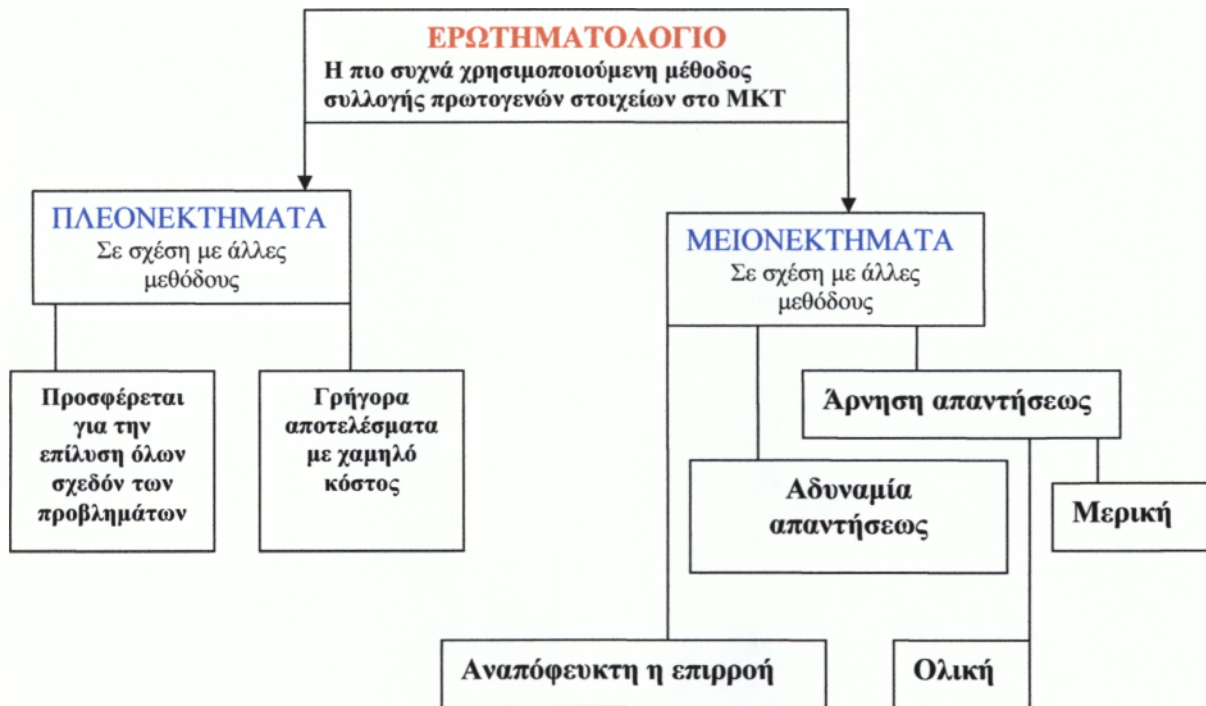 ΕΡΩΤΗΜΑΤΟΛΟΓΙΟ
Η πιο συχνά χρησιμοποιούμενη μέθοδος
συλλογής πρωτογενών στοιχείων στο ΜΚΤ
ΠΛΕΟΝΕΚΤΗΜΑΤΑ
Σε σχέση με άλλες
μεθόδους
ΜΕΙΟΝΕΚΤΗΜΑΤΑ
Σε σχέση με άλλες
μεθόδους
Προσφέρεται
για την
επίλυση όλων
σχεδόν των
προβλημάτων
Γρήγορα
αποτελέσματα
με χαμηλό
κόστος
Άρνηση απαντήσεως
Αδυναμία
απαντήσεως
Μερική
Αναπόφευκτη η επιρροή
Ολική